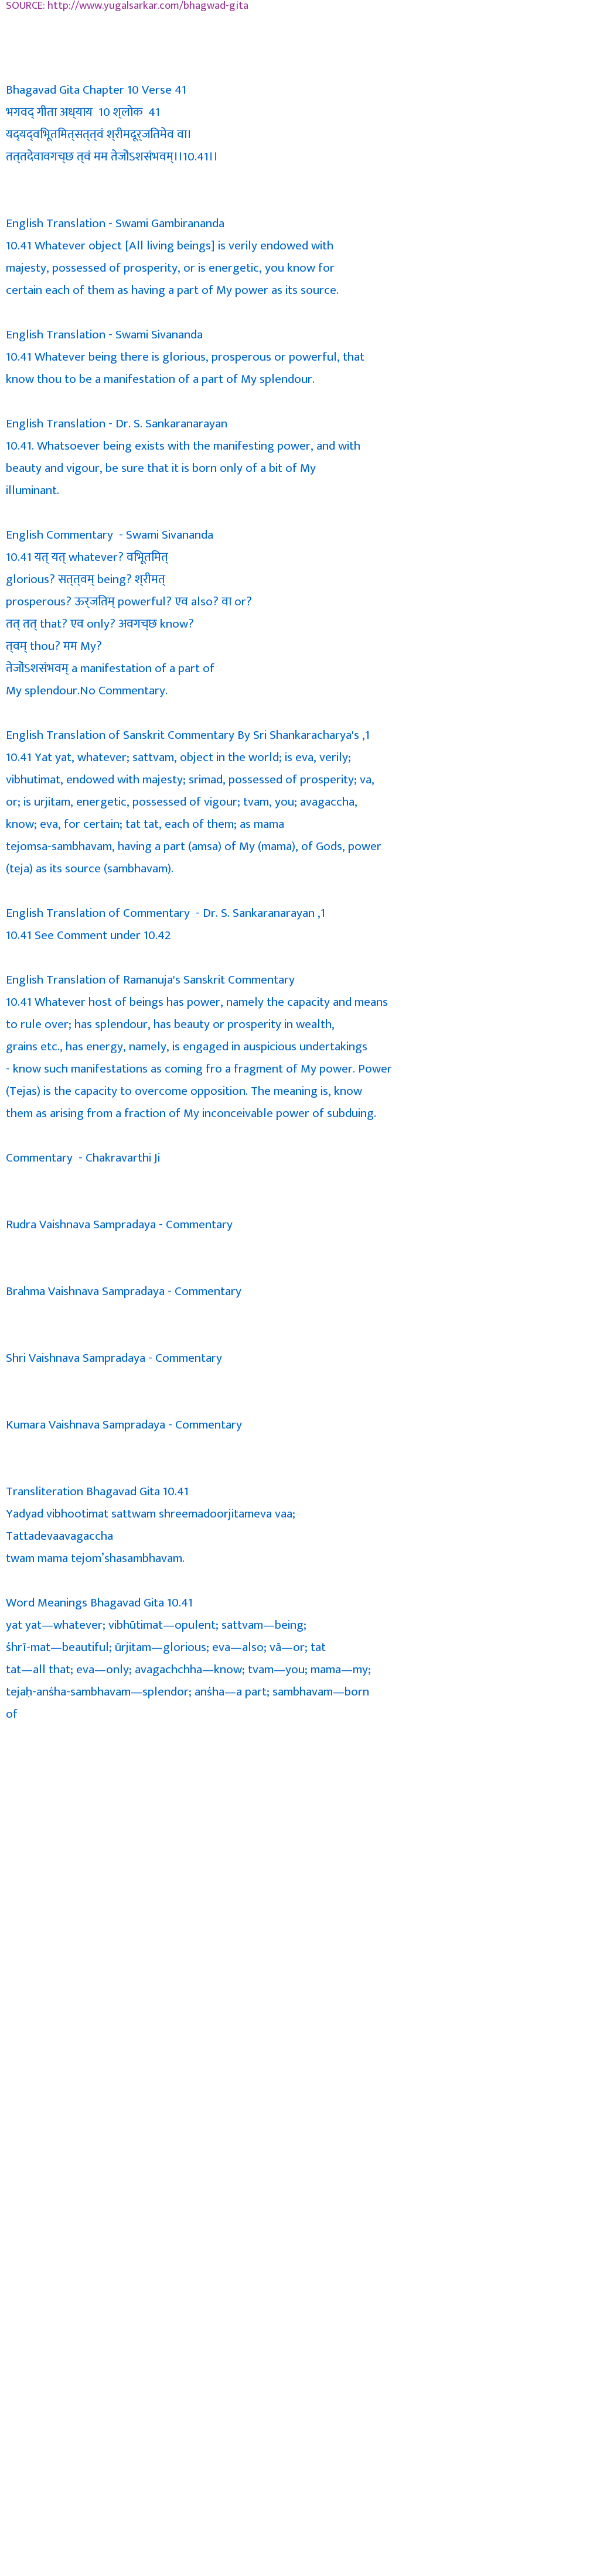 SOURCE: http://www.yugalsarkar.com/bhagwad-gita
Bhagavad Gita Chapter 10 Verse 41
भगवद् गीता अध्याय 10 श्लोक 41
यद्यद्विभूतिमत्सत्त्वं श्रीमदूर्जितमेव वा।
तत्तदेवावगच्छ त्वं मम तेजोंऽशसंभवम्।।10.41।।
English Translation - Swami Gambirananda
10.41 Whatever object [All living beings] is verily endowed with
majesty, possessed of prosperity, or is energetic, you know for
certain each of them as having a part of My power as its source.
English Translation - Swami Sivananda
10.41 Whatever being there is glorious, prosperous or powerful, that
know thou to be a manifestation of a part of My splendour.
English Translation - Dr. S. Sankaranarayan
10.41. Whatsoever being exists with the manifesting power, and with
beauty and vigour, be sure that it is born only of a bit of My
illuminant.
English Commentary - Swami Sivananda
10.41 यत् यत् whatever? विभूतिमत्
glorious? सत्त्वम् being? श्रीमत्
prosperous? ऊर्जितम् powerful? एव also? वा or?
तत् तत् that? एव only? अवगच्छ know?
त्वम् thou? मम My?
तेजोंऽशसंभवम् a manifestation of a part of
My splendour.No Commentary.
English Translation of Sanskrit Commentary By Sri Shankaracharya's ,1
10.41 Yat yat, whatever; sattvam, object in the world; is eva, verily;
vibhutimat, endowed with majesty; srimad, possessed of prosperity; va,
or; is urjitam, energetic, possessed of vigour; tvam, you; avagaccha,
know; eva, for certain; tat tat, each of them; as mama
tejomsa-sambhavam, having a part (amsa) of My (mama), of Gods, power
(teja) as its source (sambhavam).
English Translation of Commentary - Dr. S. Sankaranarayan ,1
10.41 See Comment under 10.42
English Translation of Ramanuja's Sanskrit Commentary
10.41 Whatever host of beings has power, namely the capacity and means
to rule over; has splendour, has beauty or prosperity in wealth,
grains etc., has energy, namely, is engaged in auspicious undertakings
- know such manifestations as coming fro a fragment of My power. Power
(Tejas) is the capacity to overcome opposition. The meaning is, know
them as arising from a fraction of My inconceivable power of subduing.
Commentary - Chakravarthi Ji
Rudra Vaishnava Sampradaya - Commentary
Brahma Vaishnava Sampradaya - Commentary
Shri Vaishnava Sampradaya - Commentary
Kumara Vaishnava Sampradaya - Commentary
Transliteration Bhagavad Gita 10.41
Yadyad vibhootimat sattwam shreemadoorjitameva vaa;
Tattadevaavagaccha
twam mama tejom'shasambhavam.
Word Meanings Bhagavad Gita 10.41
yat yat—whatever; vibhūtimat—opulent; sattvam—being;
śhrī-mat—beautiful; ūrjitam—glorious; eva—also; vā—or; tat
tat—all that; eva—only; avagachchha—know; tvam—you; mama—my;
tejaḥ-anśha-sambhavam—splendor; anśha—a part; sambhavam—born
of